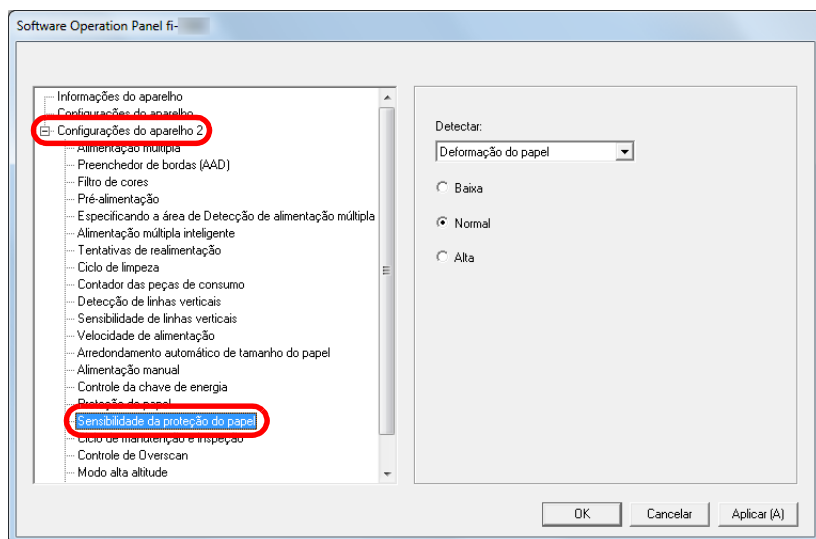 Software Operation Panel fi-
Informações do aparelho
Configurações do aparelho
Configurações do aparelho 2
Alimentação múltipla
Preenchedor de bordas (AAD)
Filtro de cores
Pré-alimentação
Especificando a área de Detecção de alimentação múltipla
Alimentação múltipla inteligente
Tentativas de realimentação
Ciclo de limpeza
Contador das peças de consumo
Detecção de linhas verticais
Sensibilidade de linhas verticais
Velocidade de alimentação
Arredondamento automático de tamanho do papel
Alimentação manual
Controle da chave de energia
Proteção do papel
Sensibilidade da proteção do papel
Ciclo de manutenção e inspeção
Controle de Overscan
Modo alta altitude
Detectar:
Deformação do papel
Baixa
Normal
Alta
OK
Cancelar
Aplicar (A)